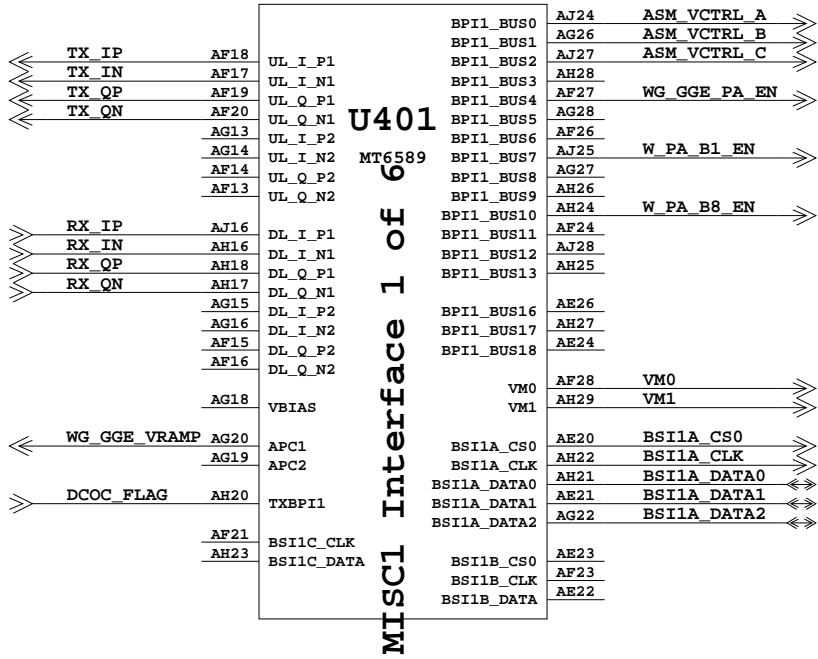 U401
MT6589
MISC1 Interface 1 of 6
TX_IP AF18 UL_I_P1
TX_IN AF17 UL_I_N1
TX_QP AF19 UL_Q_P1
TX_QN AF20 UL_Q_N1
AG13 UL_I_P2
AG14 UL_I_N2
AF14 UL_Q_P2
AF13 UL_Q_N2
RX_IP AJ16 DL_I_P1
RX_IN AH16 DL_I_N1
RX_QP AH18 DL_Q_P1
RX_QN AH17 DL_Q_N1
AG15 DL_I_P2
AG16 DL_I_N2
AF15 DL_Q_P2
AF16 DL_Q_N2
AG18 VBIAS
WG_GGE_VRAMP AG20 APC1
AG19 APC2
DCOC_FLAG AH20 TXBPI1
AF21 BSI1C_CLK
AH23 BSI1C_DATA
BPI1_BUS0 AJ24 ASM_VCTRL_A
BPI1_BUS1 AG26 ASM_VCTRL_B
BPI1_BUS2 AJ27 ASM_VCTRL_C
BPI1_BUS3 AH28
BPI1_BUS4 AF27 WG_GGE_PA_EN
BPI1_BUS5 AG28
BPI1_BUS6 AF26
BPI1_BUS7 AJ25 W_PA_B1_EN
BPI1_BUS8 AG27
BPI1_BUS9 AH26
BPI1_BUS10 AH24 W_PA_B8_EN
BPI1_BUS11 AF24
BPI1_BUS12 AJ28
BPI1_BUS13 AH25
BPI1_BUS16 AE26
BPI1_BUS17 AH27
BPI1_BUS18 AE24
VM0 AF28 VM0
VM1 AH29 VM1
BSI1A_CS0 AE20 BSI1A_CS0
BSI1A_CLK AH22 BSI1A_CLK
BSI1A_DATA0 AH21 BSI1A_DATA0
BSI1A_DATA1 AE21 BSI1A_DATA1
BSI1A_DATA2 AG22 BSI1A_DATA2
BSI1B_CS0 AE23
BSI1B_CLK AF23
BSI1B_DATA AE22